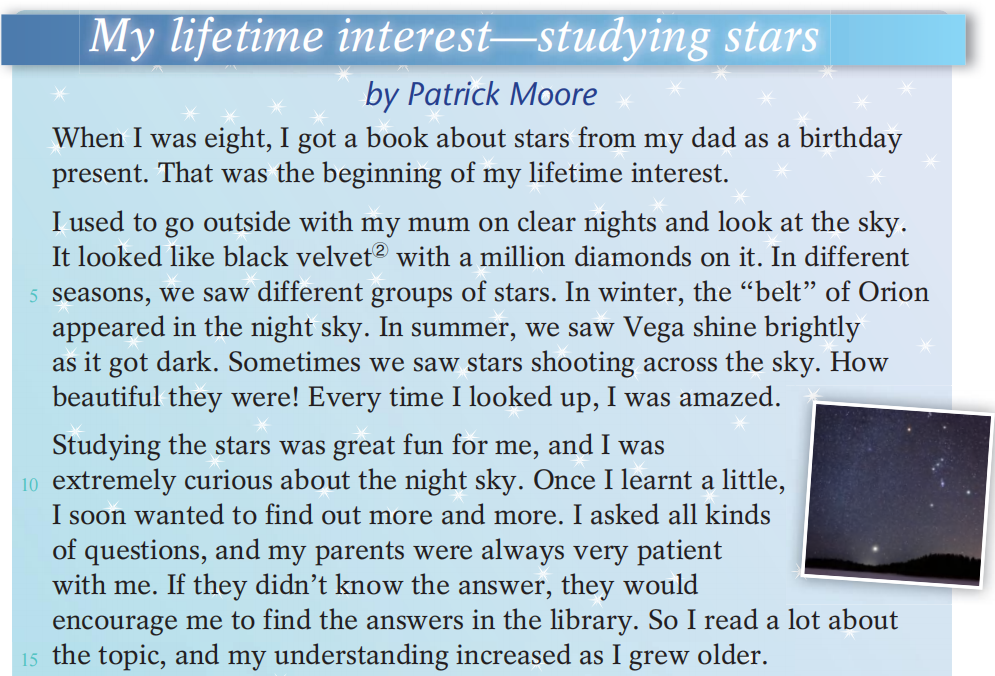 My lifetime interest—studying stars
by Patrick Moore
When I was eight, I got a book about stars from my dad as a birthday
present. That was the beginning of my lifetime interest.
I used to go outside with my mum on clear nights and look at the sky.
It looked like black velvet② with a million diamonds on it. In different
5 seasons, we saw different groups of stars. In winter, the “belt” of Orion
appeared in the night sky. In summer, we saw Vega shine brightly
as it got dark. Sometimes we saw stars shooting across the sky. How
beautiful they were! Every time I looked up, I was amazed.
Studying the stars was great fun for me, and I was
10 extremely curious about the night sky. Once I learnt a little,
I soon wanted to find out more and more. I asked all kinds
of questions, and my parents were always very patient
with me. If they didn’t know the answer, they would
encourage me to find the answers in the library. So I read a lot about
15 the topic, and my understanding increased as I grew older.